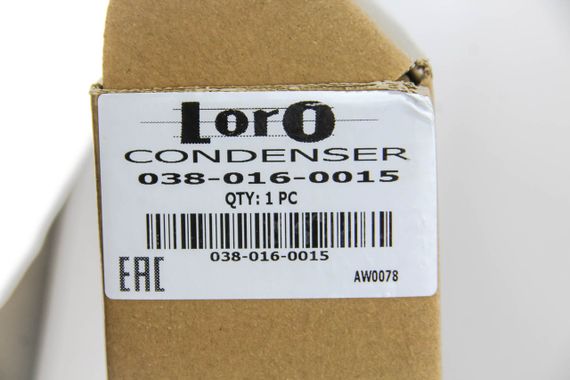 LorO
CONDENSER
038-016-0015
QTY: 1 PC
038-016-0015
EAC
AW0078